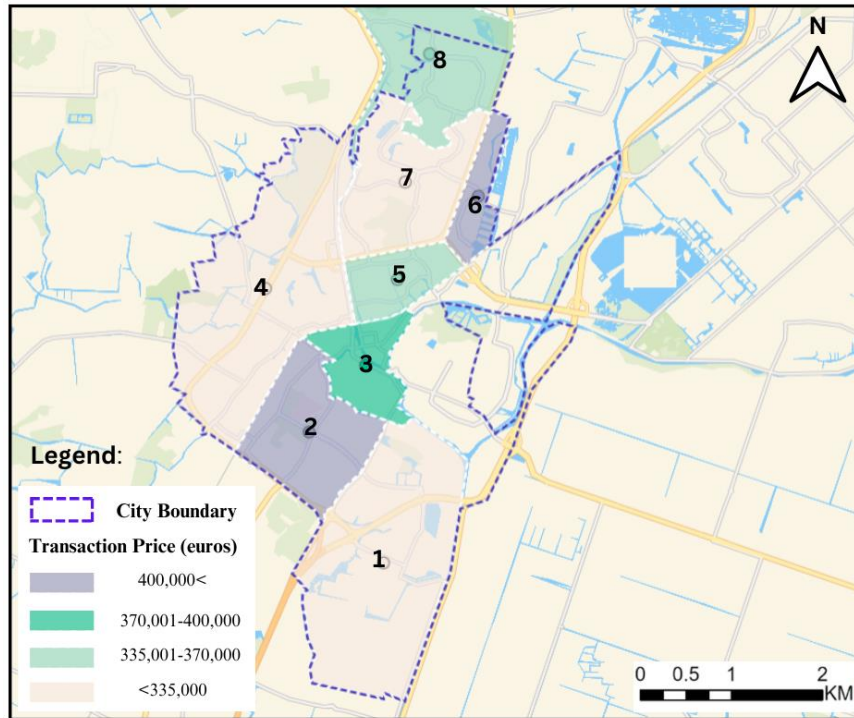 N
8
7
6
4
5
3
2
1
Legend:
City Boundary
Transaction Price (euros)
400,000<
370,001-400,000
335,001-370,000
<335,000
0 0.5 1 2
KM